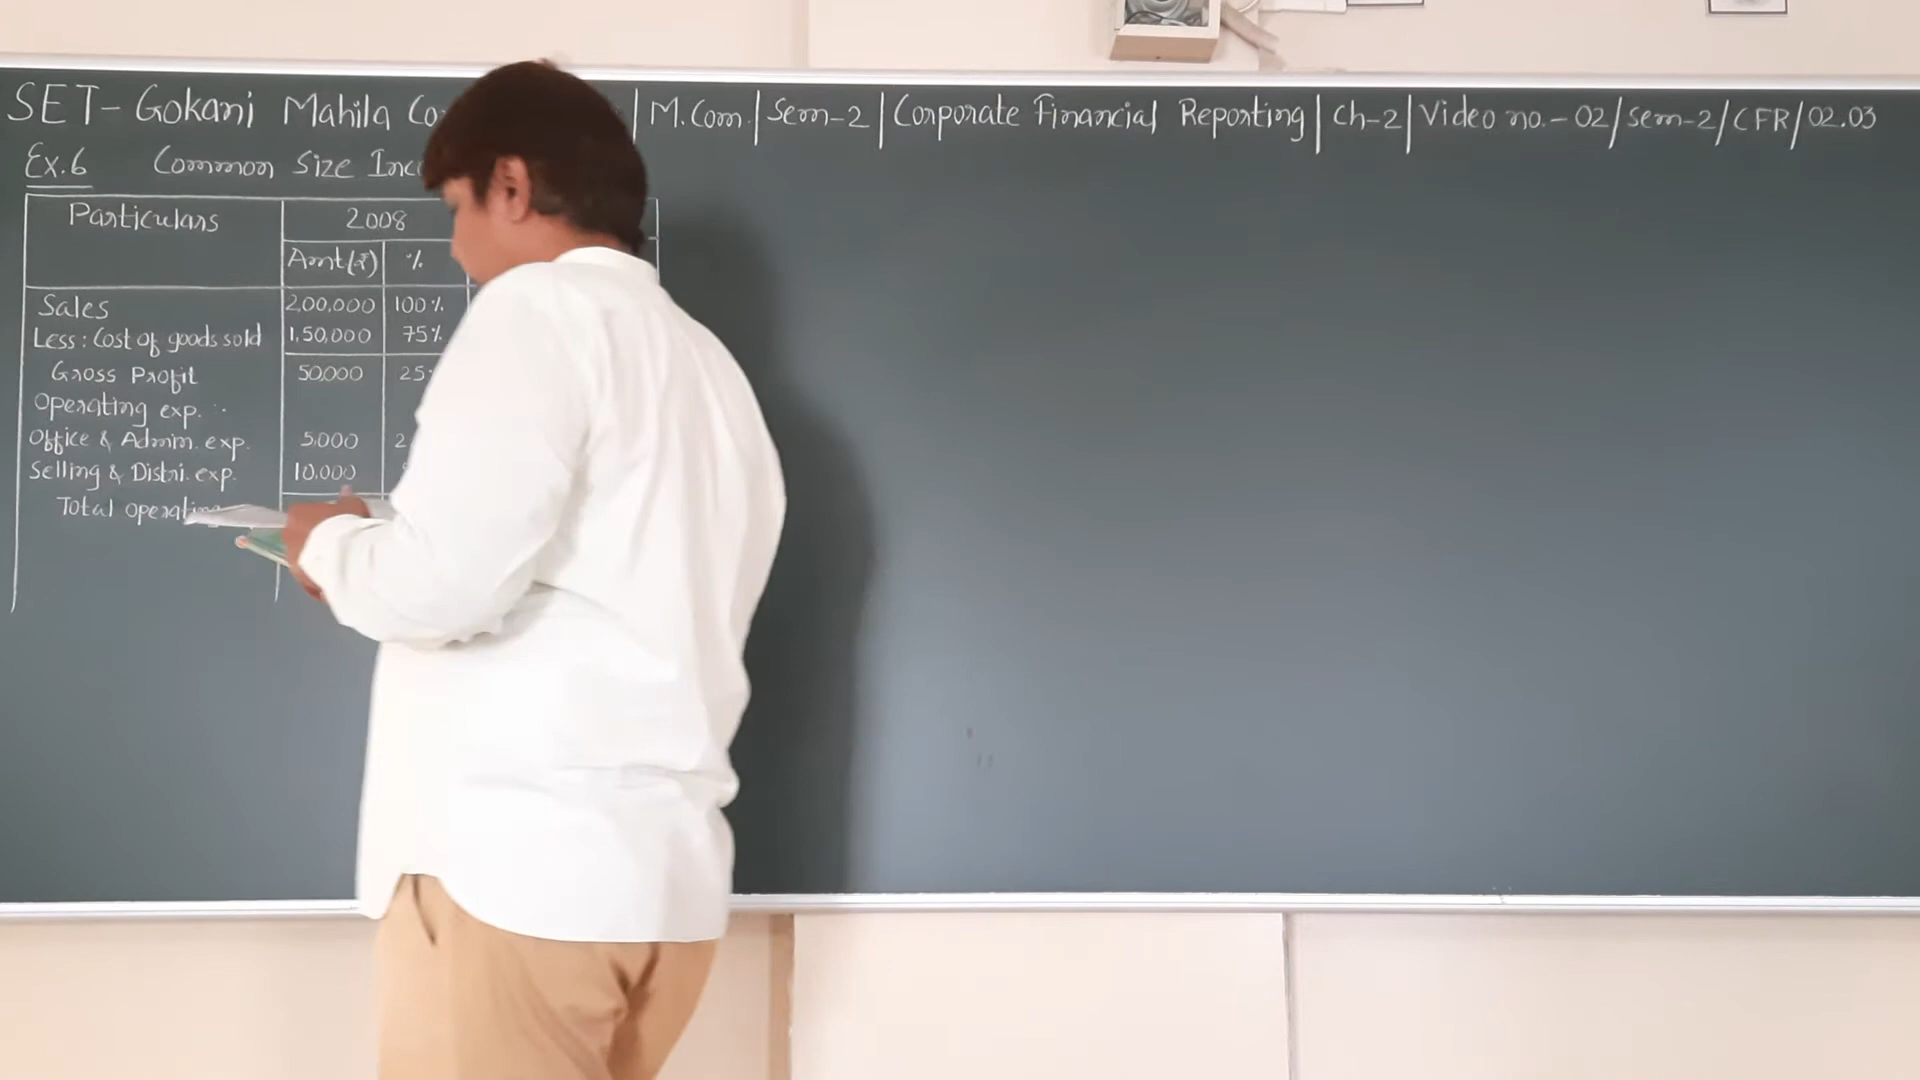 SET- Gokani Mahila | M.Com. | Sem-2 | Corporate Financial Reporting | Ch-2 | Video no.- 02/sem-2/CFR/02.03
Ex.6 Common Size
Particulars 2008
Amt(₹) %
Sales 2,00,000 100%
Less: Cost of goods sold 1,50,000 75%
Gross Profit 50,000 25
Operating exp. :-
Office & Admin. exp. 5,000
Selling & Distri. exp. 10,000
Total operating